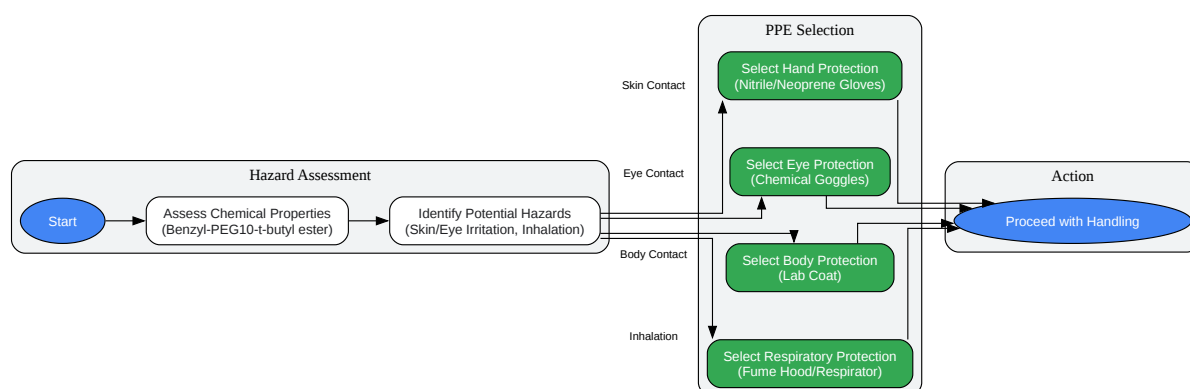 PPE Selection
Select Hand Protection
(Nitrile/Neoprene Gloves)
Skin Contact
Hazard Assessment
Start
Assess Chemical Properties
(Benzyl-PEG10-t-butyl ester)
Identify Potential Hazards
(Skin/Eye Irritation, Inhalation)
Eye Contact
Select Eye Protection
(Chemical Goggles)
Body Contact
Select Body Protection
(Lab Coat)
Inhalation
Select Respiratory Protection
(Fume Hood/Respirator)
Action
Proceed with Handling